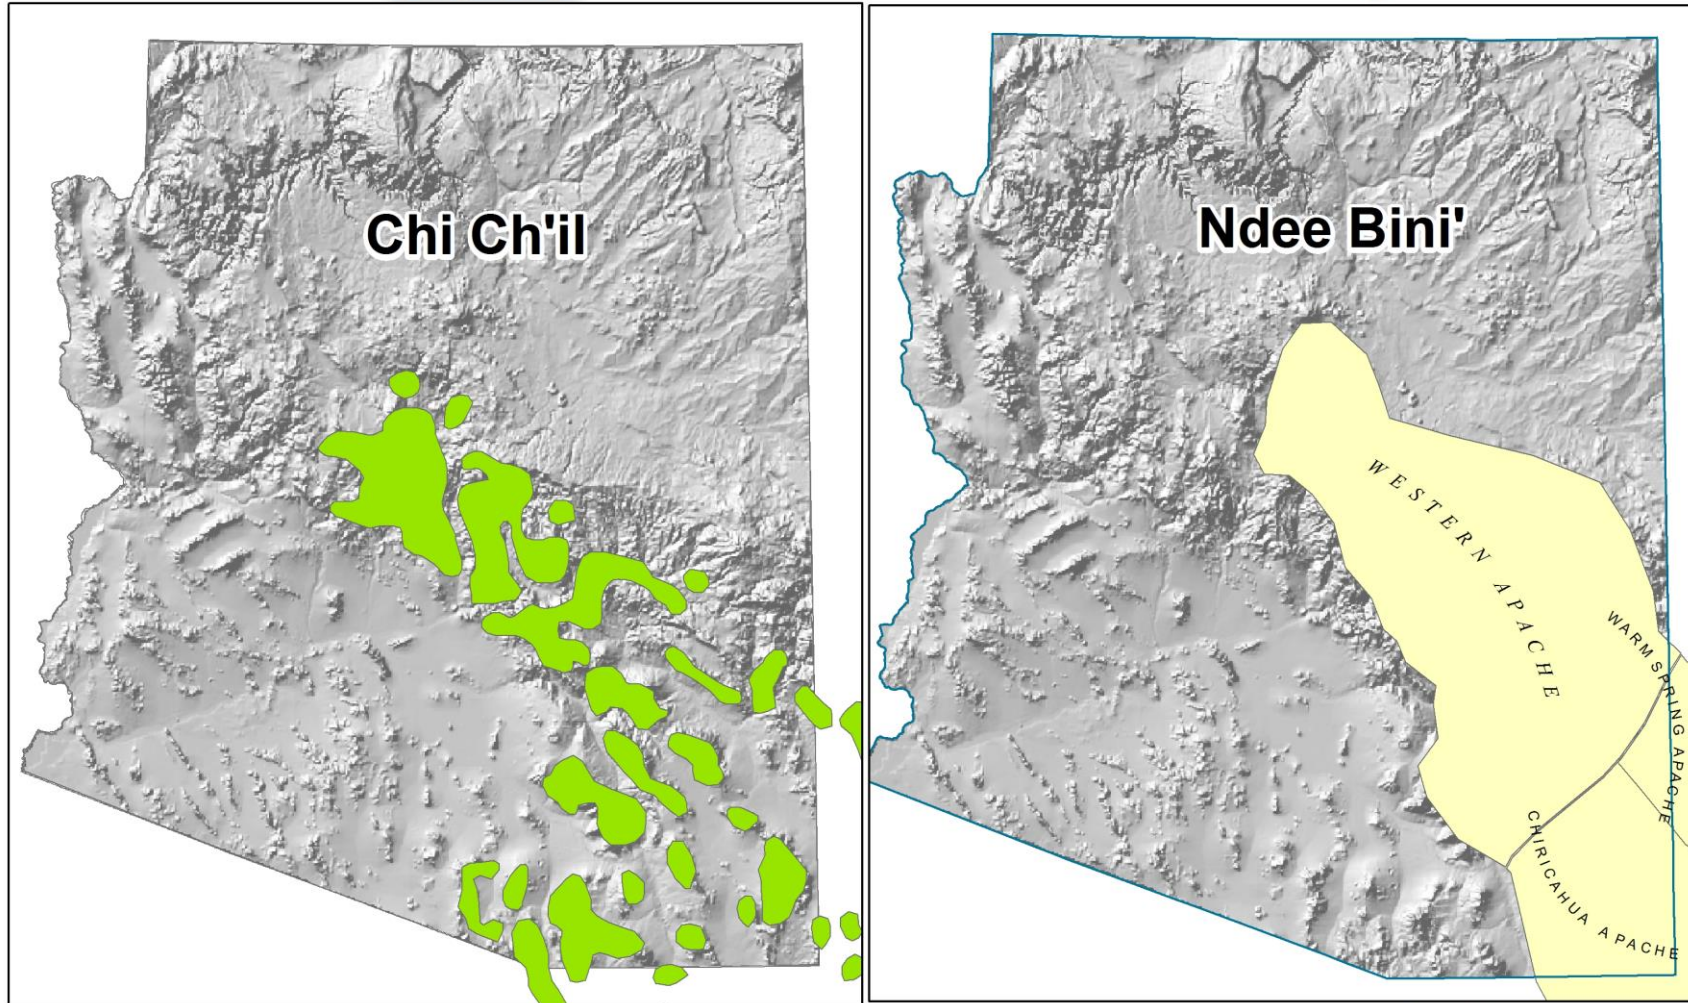 Chi Ch'il
Ndee Bini'
WESTERN APACHE
WARM SPRING APACHE
CHIRICAHUA APACHE